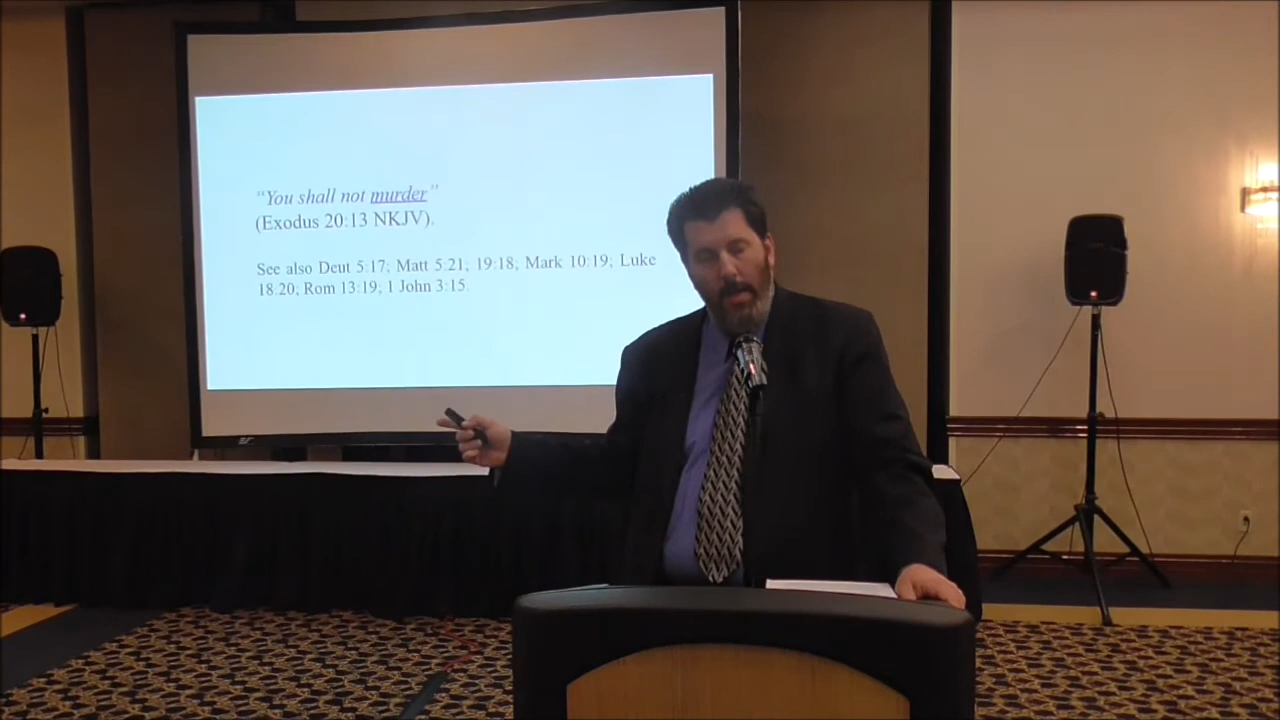 “You shall not murder”
(Exodus 20:13 NKJV).
See also Deut 5:17; Matt 5:21, 19:18; Mark 10:19; Luke
18:20; Rom 13:19; 1 John 3:15.